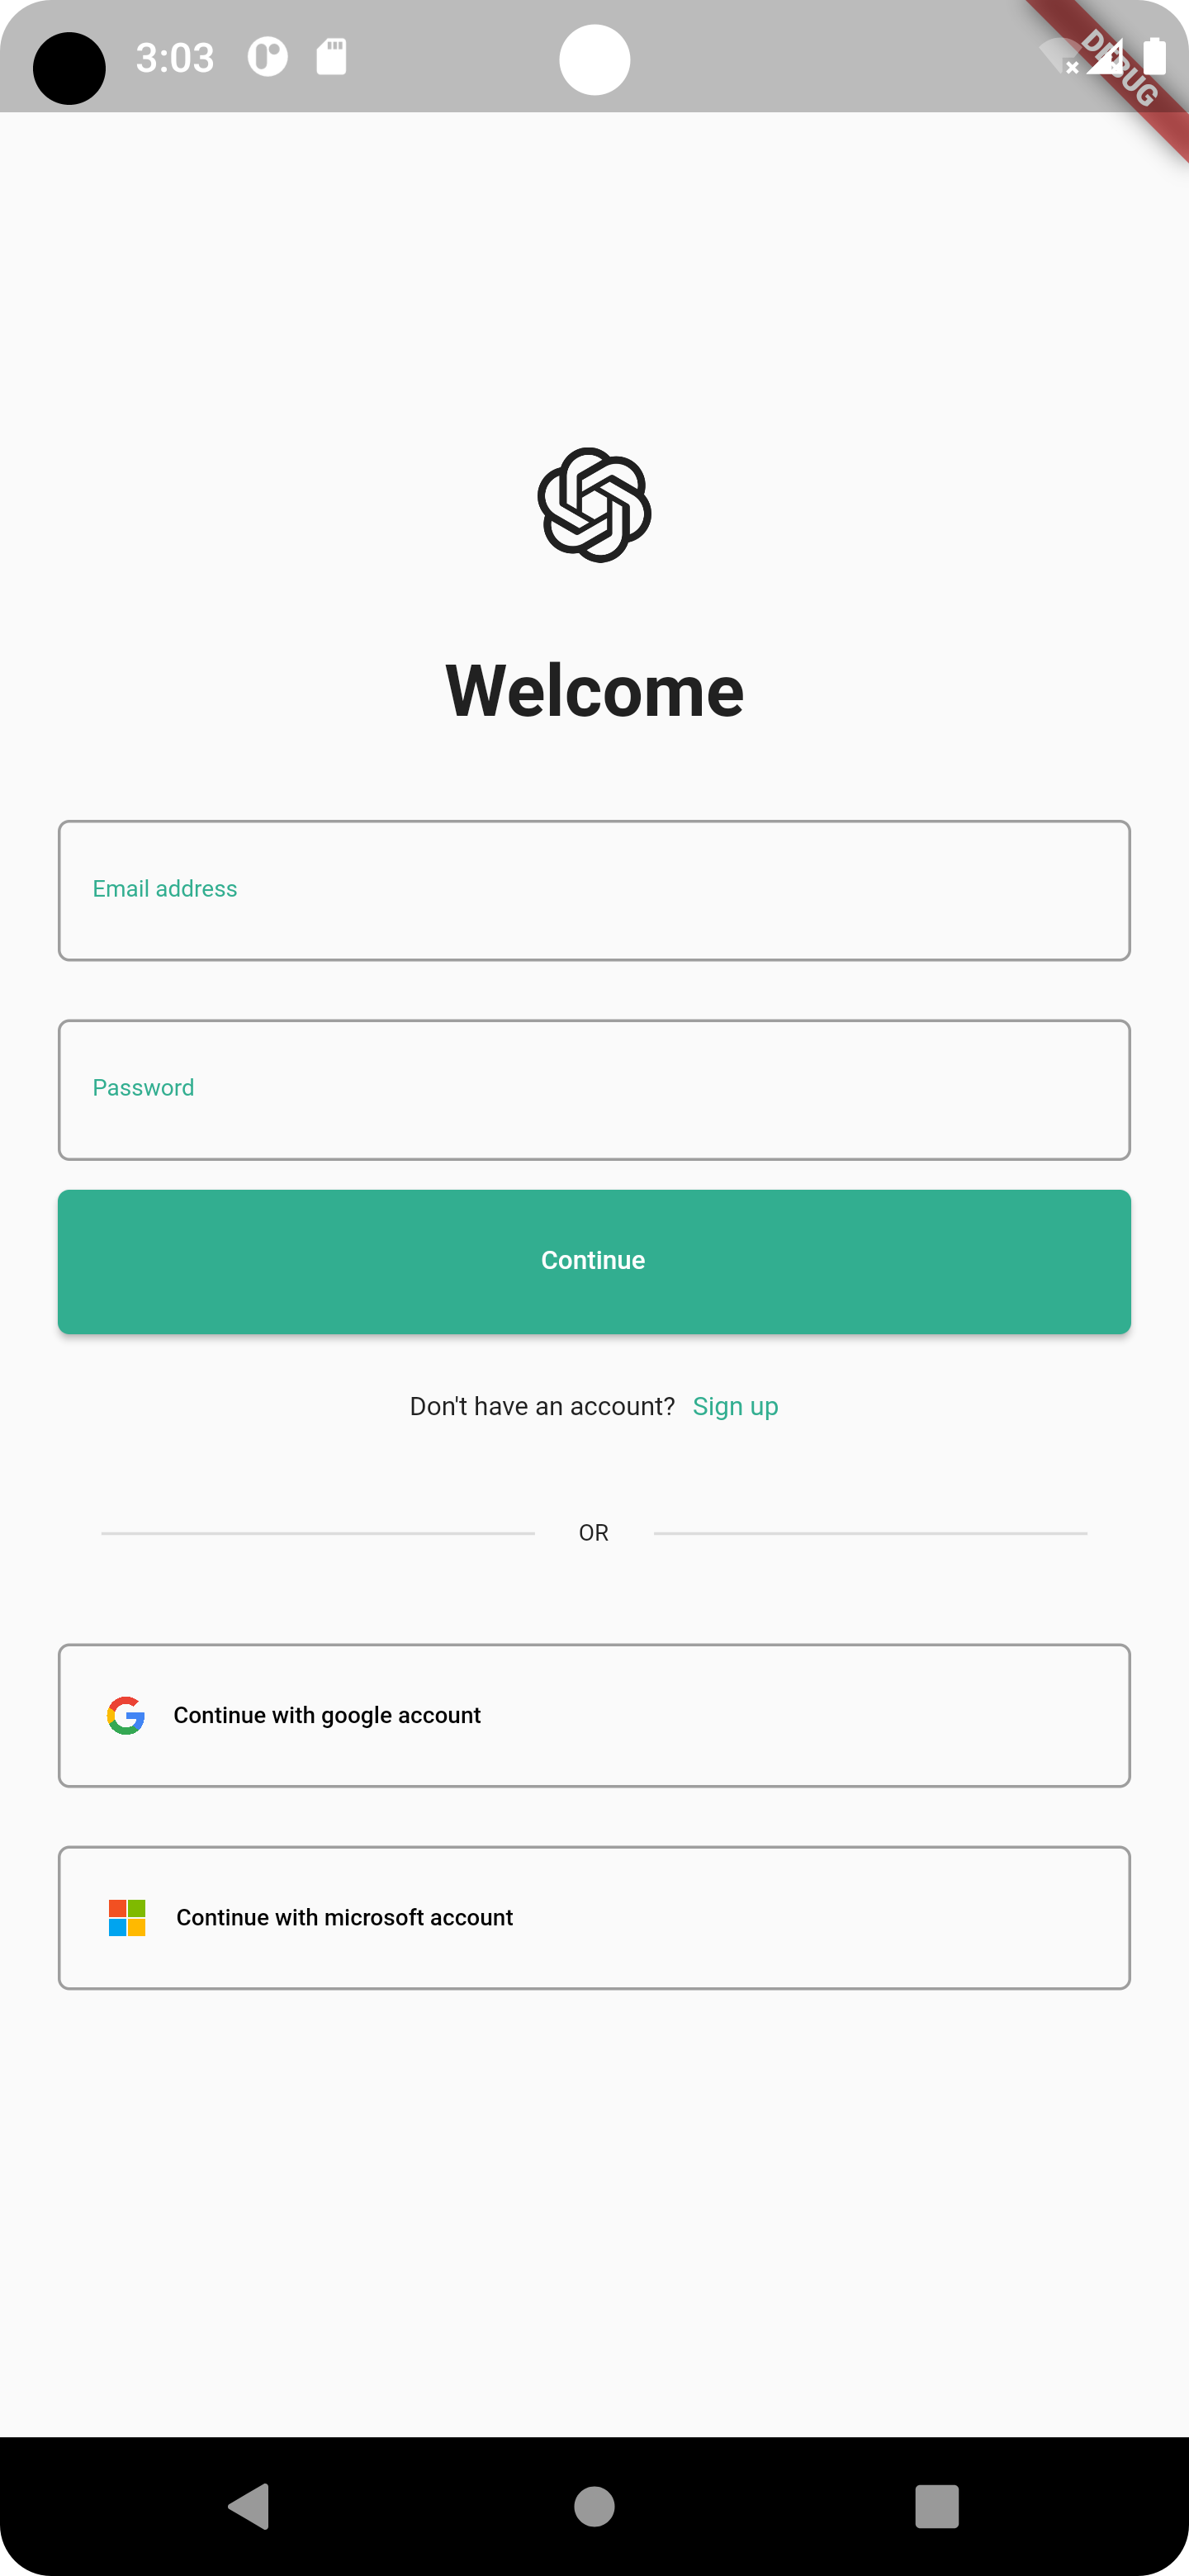 3:03
DEBUG
Welcome
Email address
Password
Continue
Don't have an account? Sign up
OR
Continue with google account
Continue with microsoft account